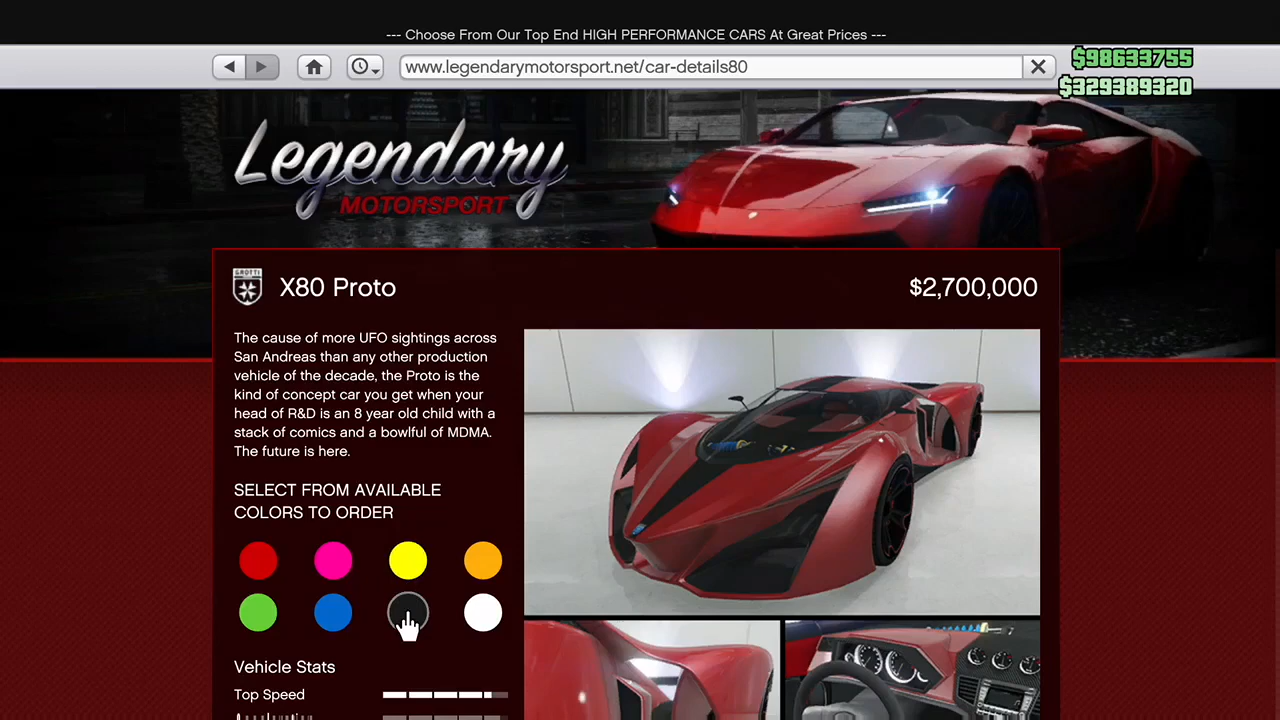 --- Choose From Our Top End HIGH PERFORMANCE CARS At Great Prices ---
www.legendarymotorsport.net/car-details80
$98633755
$329389320
Legendary
MOTORSPORT
GROTTI
X80 Proto
$2,700,000
The cause of more UFO sightings across
San Andreas than any other production
vehicle of the decade, the Proto is the
kind of concept car you get when your
head of R&D is an 8 year old child with a
stack of comics and a bowlful of MDMA.
The future is here.
SELECT FROM AVAILABLE
COLORS TO ORDER
Vehicle Stats
Top Speed